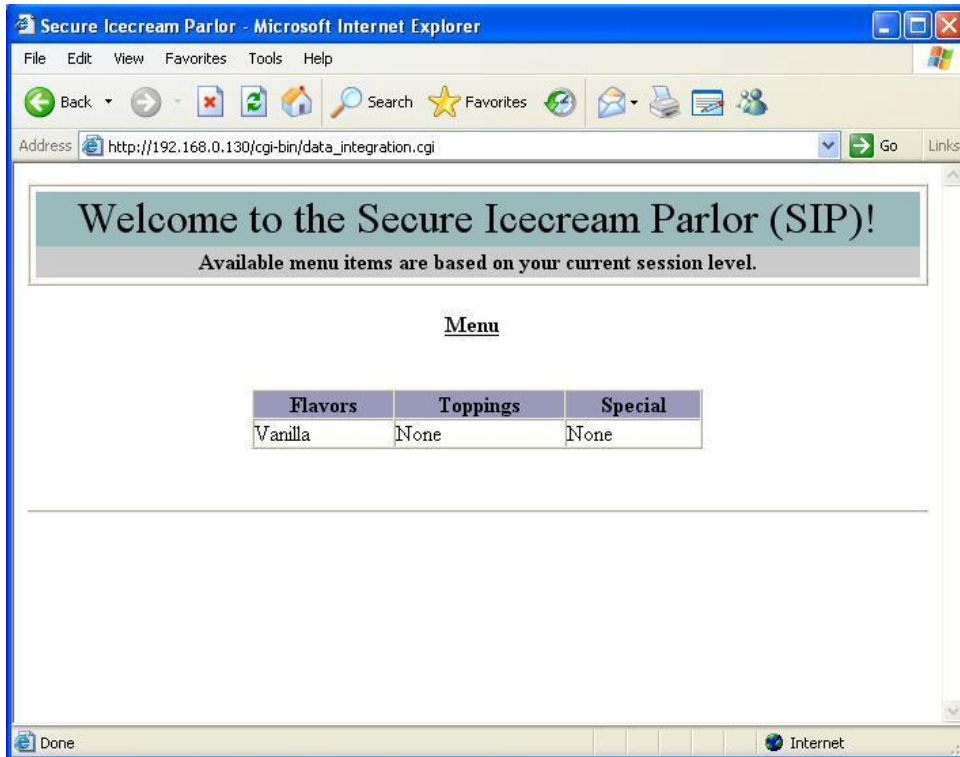 Secure Icecream Parlor - Microsoft Internet Explorer
File Edit View Favorites Tools Help
Back Search Favorites
Address http://192.168.0.130/cgi-bin/data_integration.cgi Go Links
Welcome to the Secure Icecream Parlor (SIP)!
Available menu items are based on your current session level.
Menu
Flavors Toppings Special
Vanilla None None
Done Internet